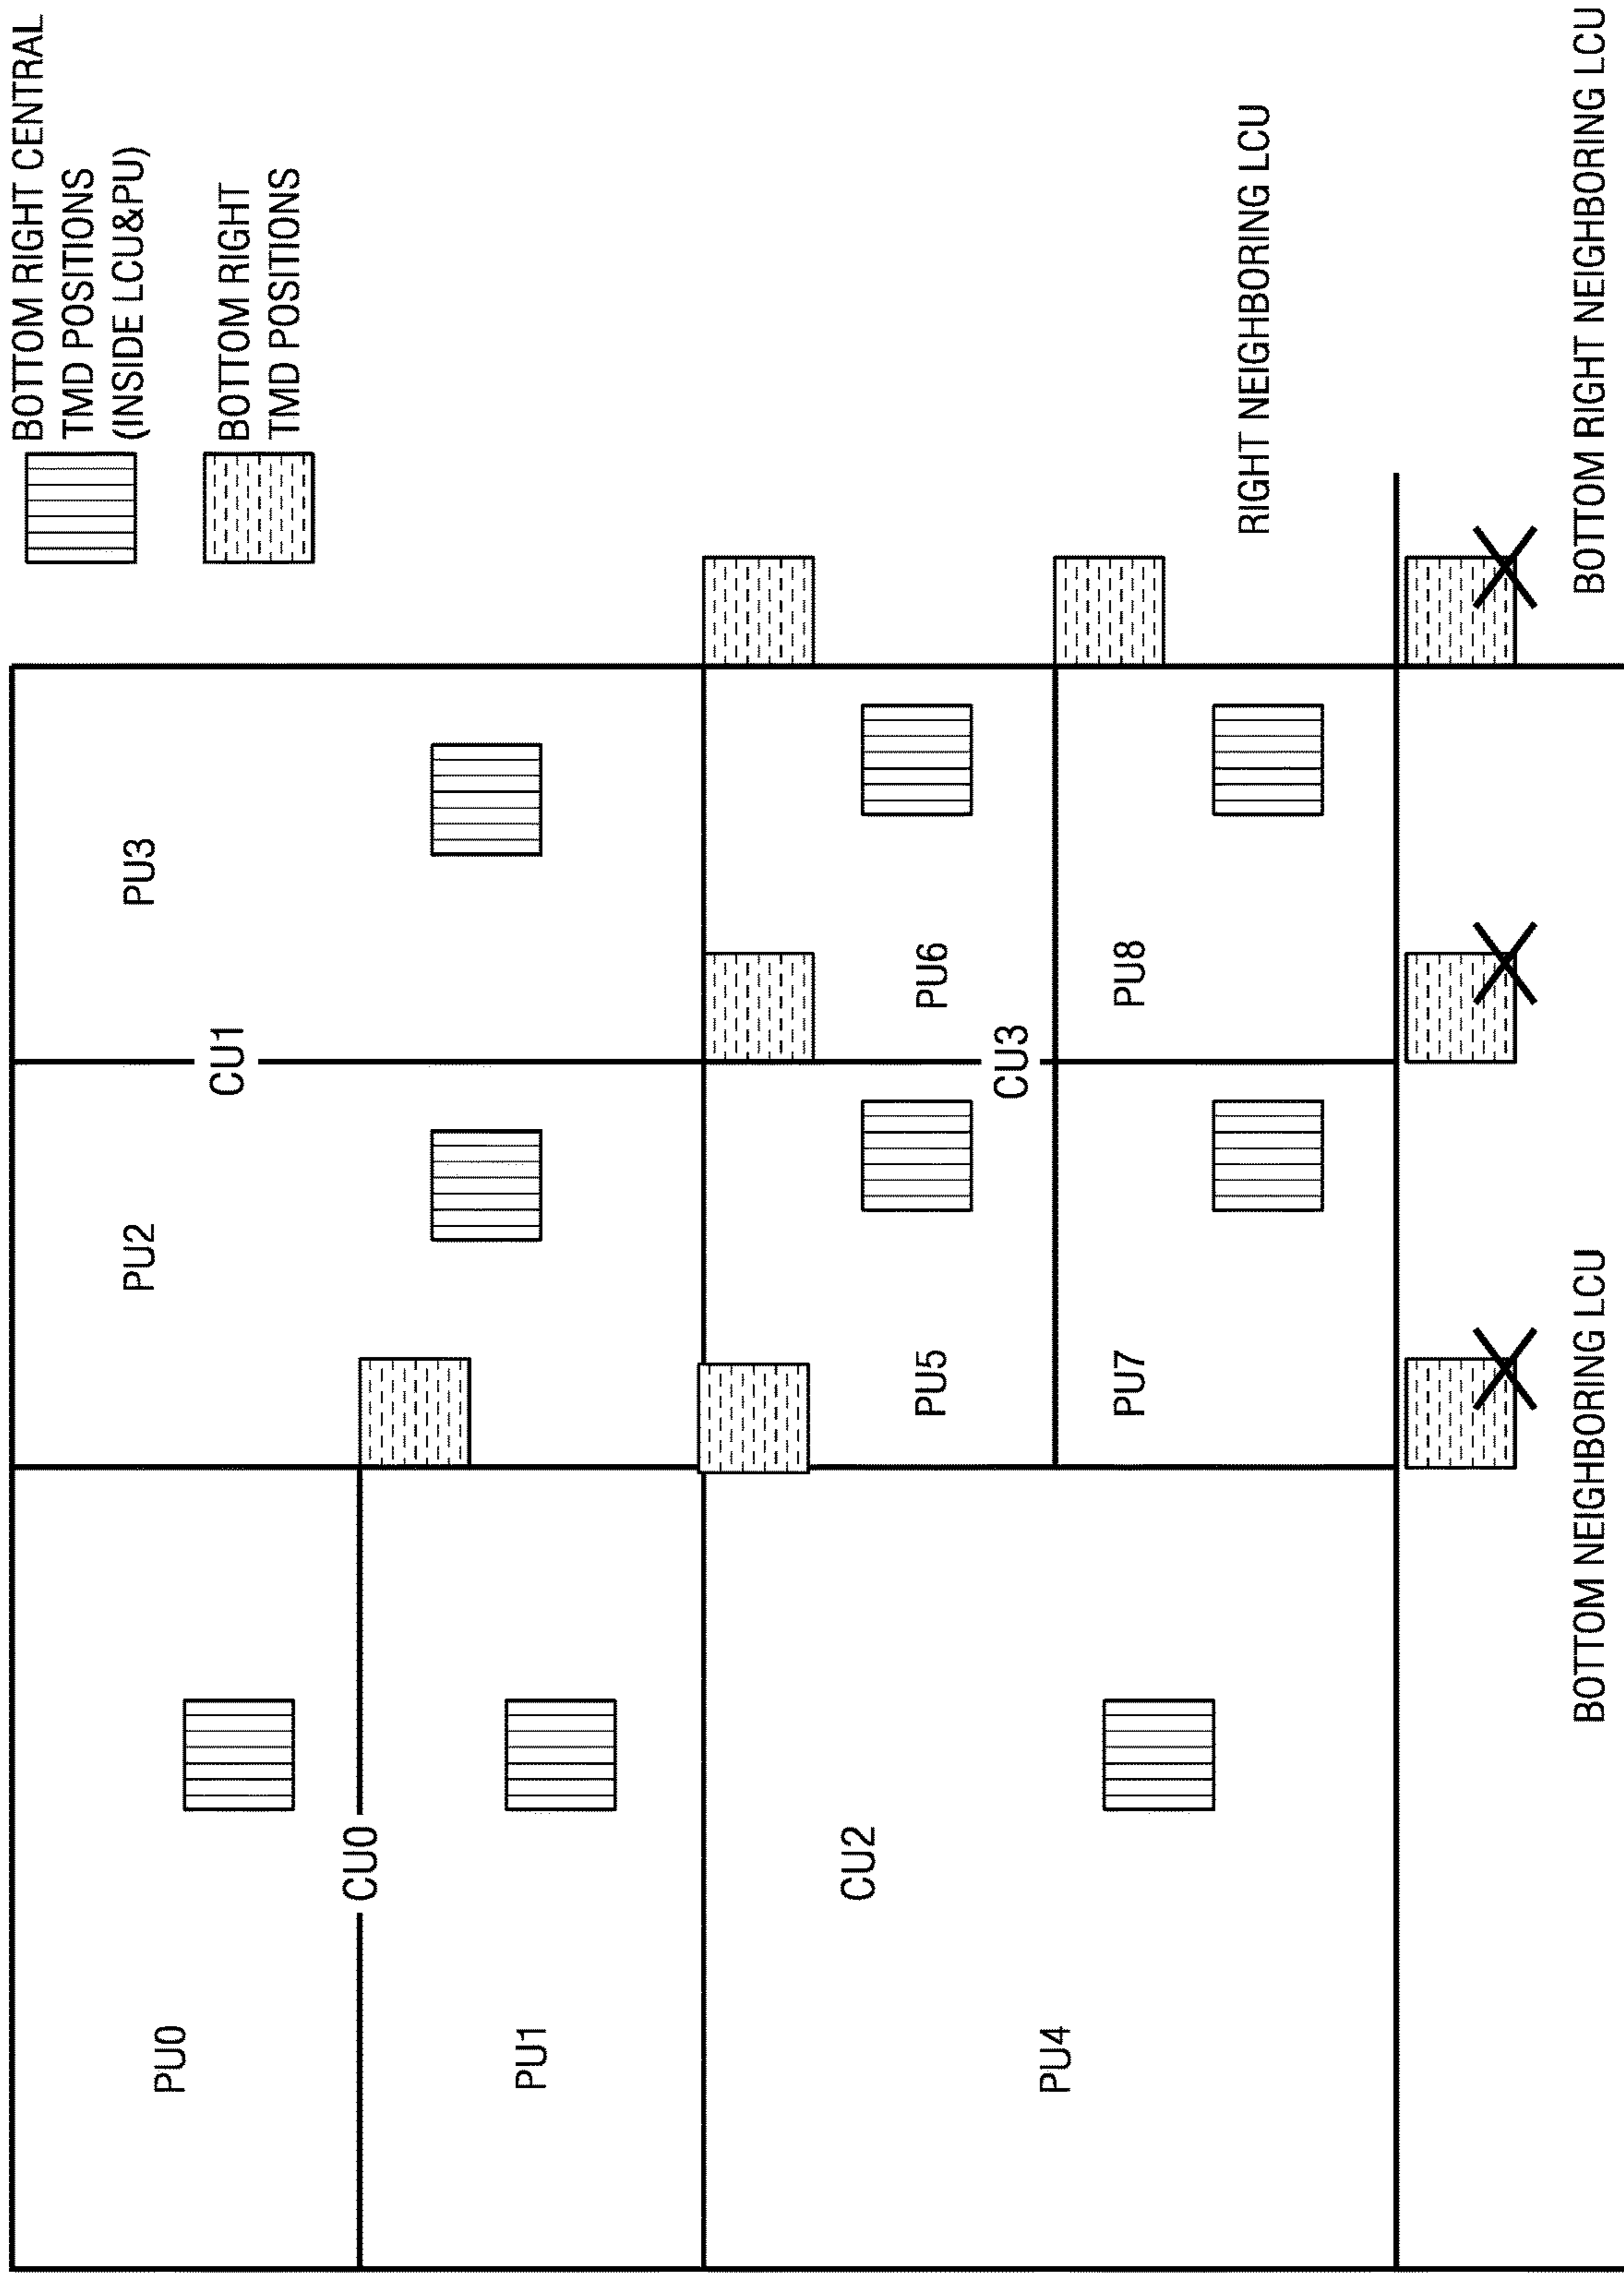 BOTTOM RIGHT CENTRAL
TMD POSITIONS
(INSIDE LCU&PU)
BOTTOM RIGHT
TMD POSITIONS
PU0
PU2
PU3
CU1
CU0
PU1
CU2
PU5
PU6
CU3
PU4
PU7
PU8
RIGHT NEIGHBORING LCU
BOTTOM NEIGHBORING LCU
BOTTOM RIGHT NEIGHBORING LCU